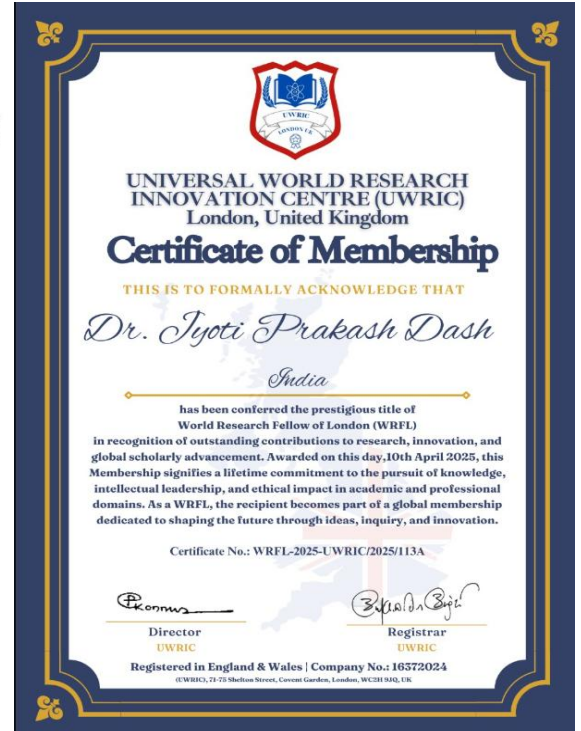 UWRIC
LONDON UK
UNIVERSAL WORLD RESEARCH
INNOVATION CENTRE (UWRIC)
London, United Kingdom
Certificate of Membership
THIS IS TO FORMALLY ACKNOWLEDGE THAT
Dr. Jyoti Prakash Dash
India
has been conferred the prestigious title of
World Research Fellow of London (WRFL)
in recognition of outstanding contributions to research, innovation, and
global scholarly advancement. Awarded on this day,10th April 2025, this
Membership signifies a lifetime commitment to the pursuit of knowledge,
intellectual leadership, and ethical impact in academic and professional
domains. As a WRFL, the recipient becomes part of a global membership
dedicated to shaping the future through ideas, inquiry, and innovation.
Certificate No.: WRFL-2025-UWRIC/2025/113A
Director
UWRIC
Registrar
UWRIC
Registered in England & Wales | Company No.: 16372024
(UWRIC), 71-75 Shelton Street, Covent Garden, London, WC2H 9JQ, UK